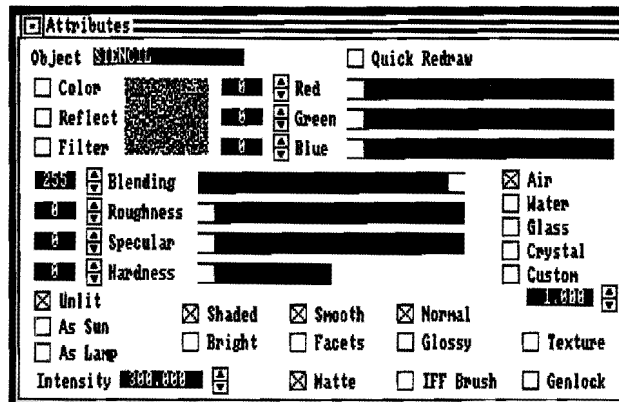 Attributes
Object STENCIL Quick Redraw
Color 0 Red
Reflect 0 Green
Filter 0 Blue
255 Blending Air
0 Roughness Water
0 Specular Glass
0 Hardness Crystal
Custom
Unlit 1.000
As Sun Shaded Smooth Normal
As Lamp Bright Facets Glossy Texture
Intensity 300.000 Matte IFF Brush Genlock